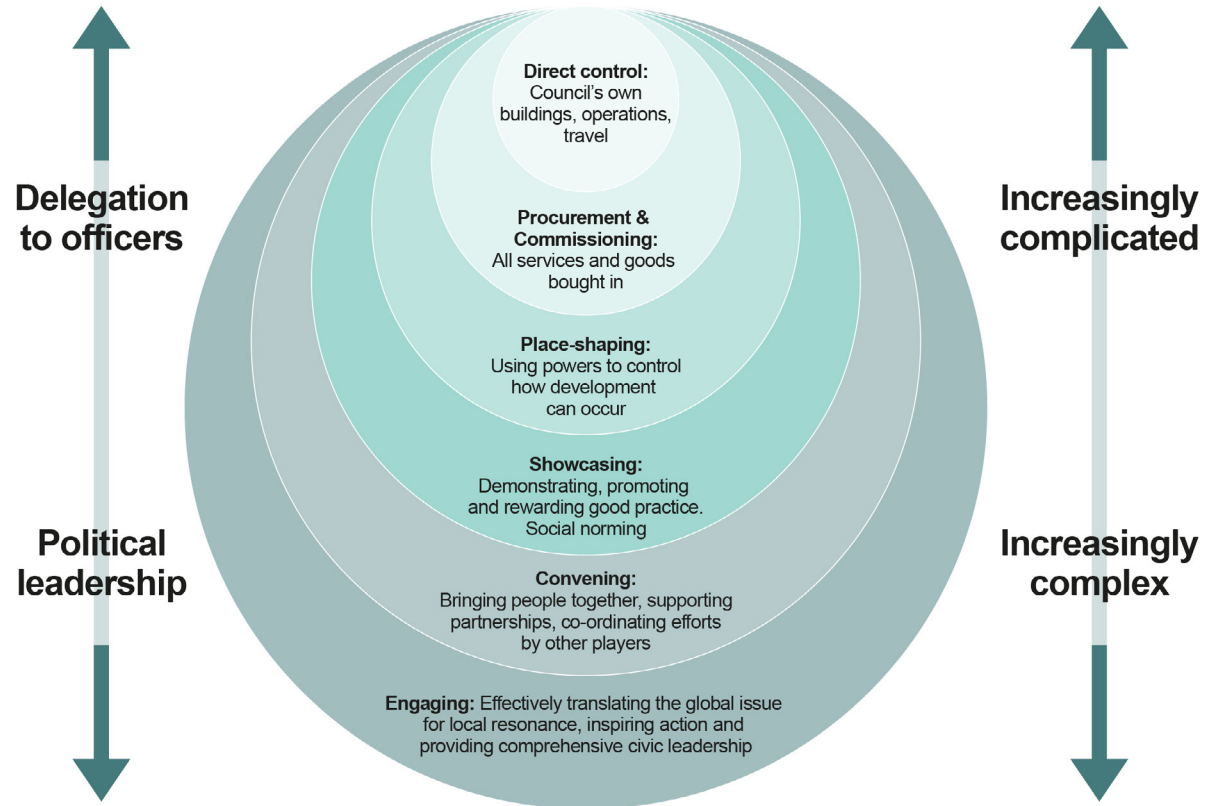 Direct control:
Council's own
buildings, operations,
travel
Delegation
to officers
Increasingly
complicated
Procurement &
Commissioning:
All services and goods
bought in
Place-shaping:
Using powers to control
how development
can occur
Showcasing:
Demonstrating, promoting
and rewarding good practice.
Social norming
Political
leadership
Increasingly
complex
Convening:
Bringing people together, supporting
partnerships, co-ordinating efforts
by other players
Engaging: Effectively translating the global issue
for local resonance, inspiring action and
providing comprehensive civic leadership